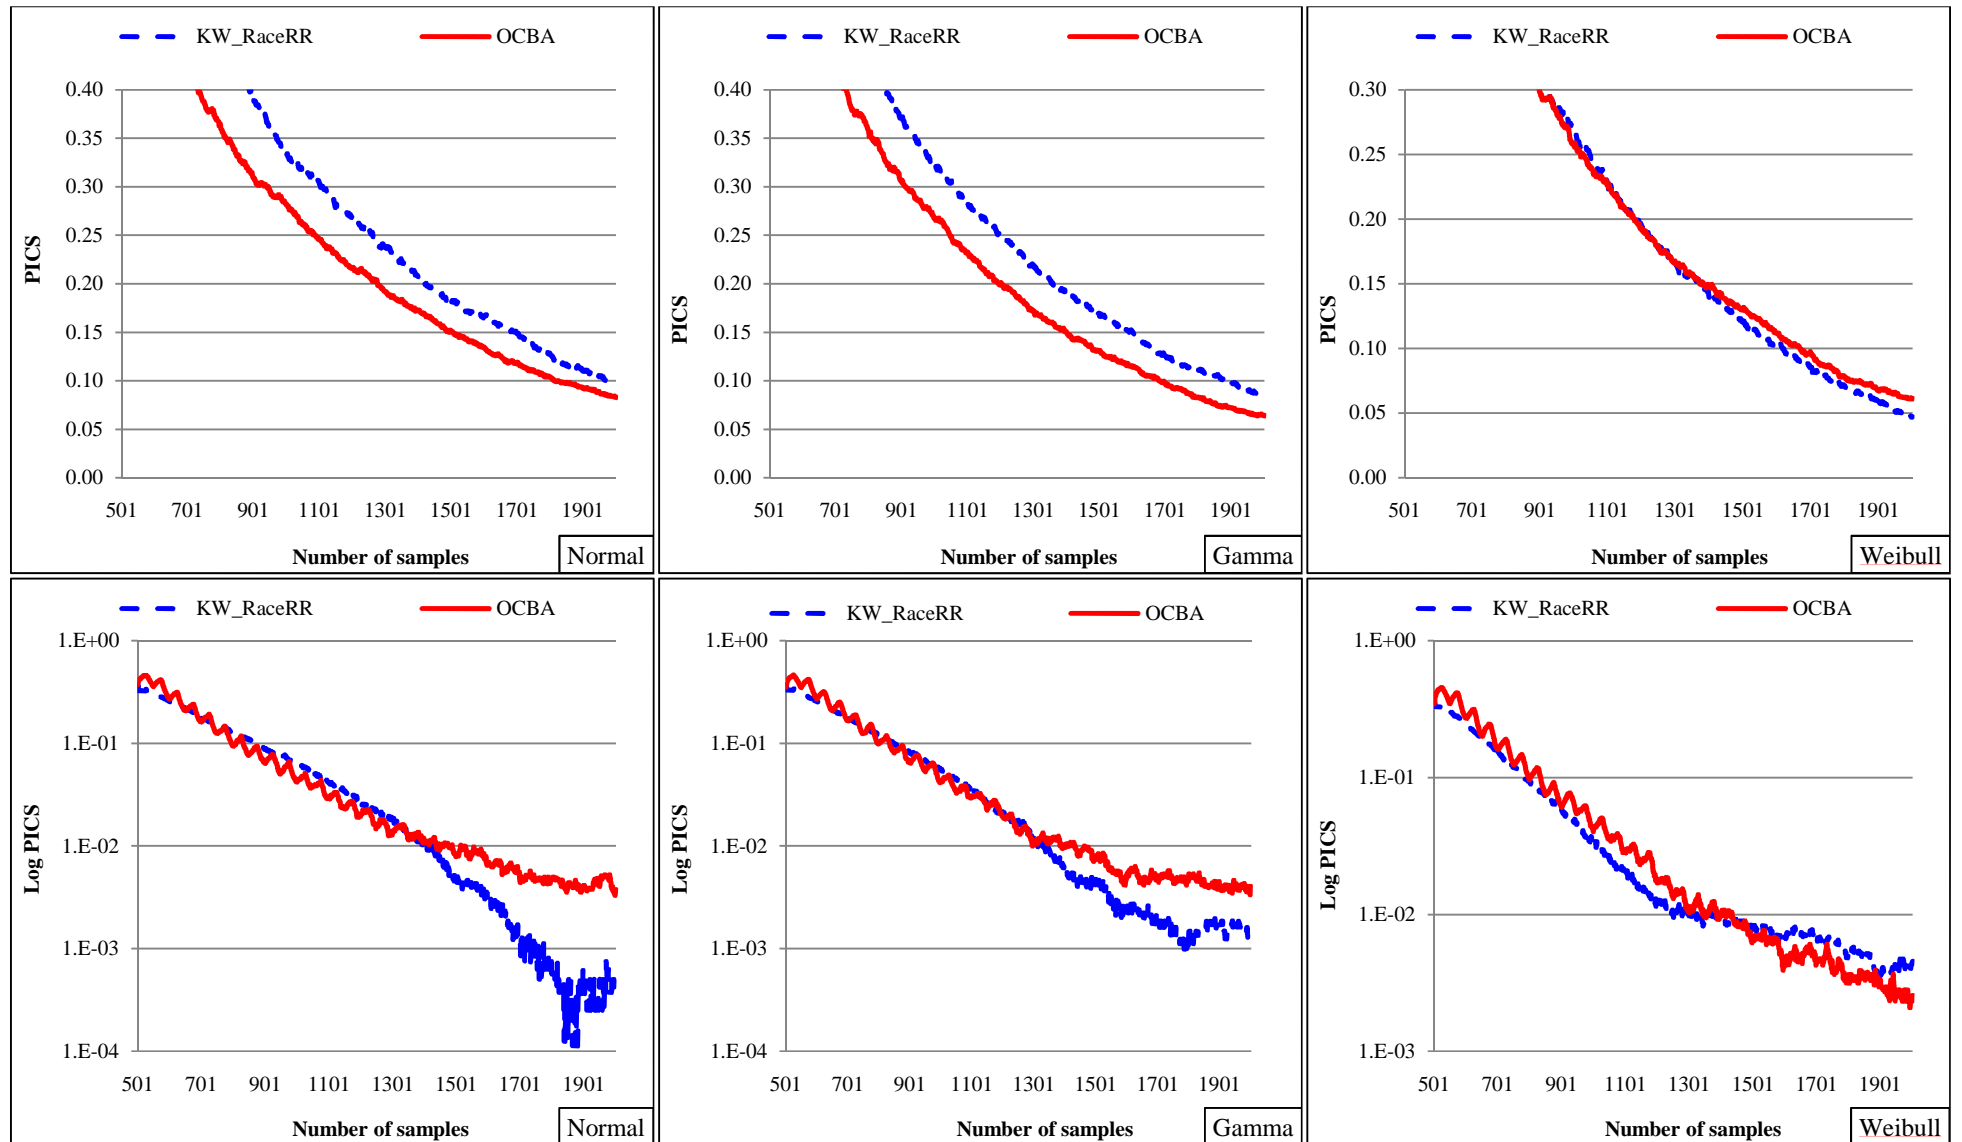 KW_RaceRR OCBA
0.40
0.35
0.30
0.25
0.20
0.15
0.10
0.05
0.00
PICS
501 701 901 1101 1301 1501 1701 1901
Number of samples
Normal
KW_RaceRR OCBA
0.40
0.35
0.30
0.25
0.20
0.15
0.10
0.05
0.00
PICS
501 701 901 1101 1301 1501 1701 1901
Number of samples
Gamma
KW_RaceRR OCBA
0.30
0.25
0.20
0.15
0.10
0.05
0.00
PICS
501 701 901 1101 1301 1501 1701 1901
Number of samples
Weibull
KW_RaceRR OCBA
1.E+00
1.E-01
1.E-02
1.E-03
1.E-04
Log PICS
501 701 901 1101 1301 1501 1701 1901
Number of samples
Normal
KW_RaceRR OCBA
1.E+00
1.E-01
1.E-02
1.E-03
1.E-04
Log PICS
501 701 901 1101 1301 1501 1701 1901
Number of samples
Gamma
KW_RaceRR OCBA
1.E+00
1.E-01
1.E-02
1.E-03
Log PICS
501 701 901 1101 1301 1501 1701 1901
Number of samples
Weibull